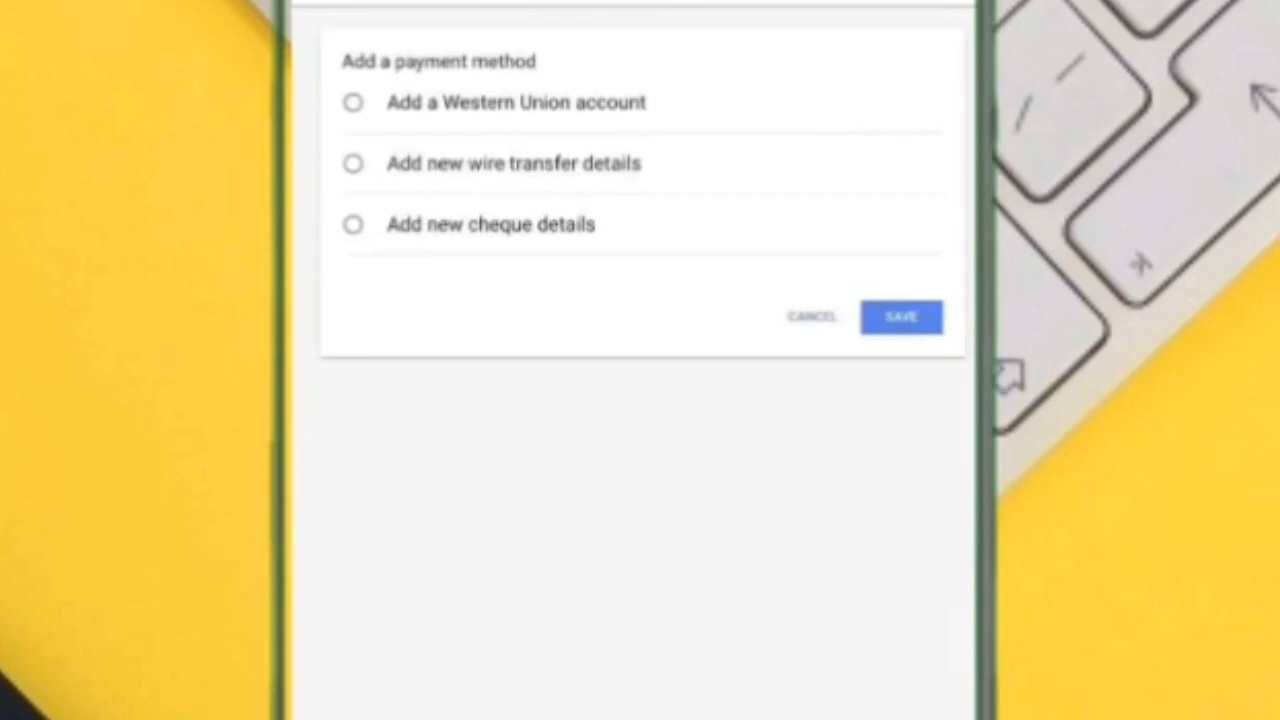 Add a payment method
Add a Western Union account
Add new wire transfer details
Add new cheque details
CANCEL
SAVE